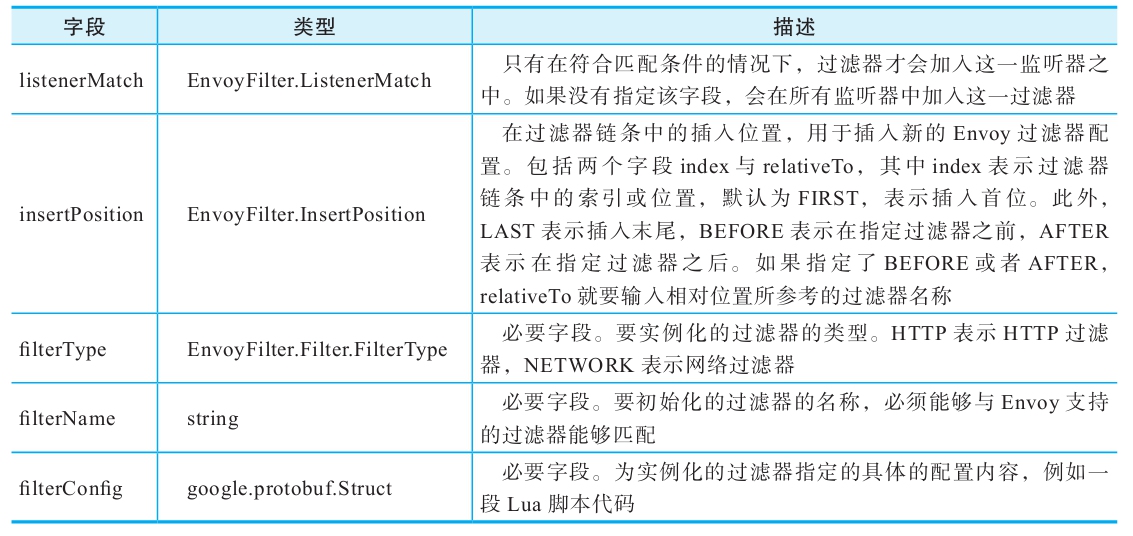 字段 类型 描述
listenerMatch EnvoyFilter.ListenerMatch
只有在符合匹配条件的情况下，过滤器才会加入这一监听器之
中。如果没有指定该字段，会在所有监听器中加入这一过滤器
insertPosition EnvoyFilter.InsertPosition
在过滤器链条中的插入位置，用于插入新的 Envoy 过滤器配
置。包括两个字段 index 与 relativeTo，其中 index 表示过滤器
链条中的索引或位置，默认为 FIRST，表示插入首位。此外，
LAST 表示插入末尾，BEFORE 表示在指定过滤器之前，AFTER
表示在指定过滤器之后。如果指定了 BEFORE 或者 AFTER，
relativeTo 就要输入相对位置所参考的过滤器名称
filterType EnvoyFilter.Filter.FilterType
必要字段。要实例化的过滤器的类型。HTTP 表示 HTTP 过滤
器，NETWORK 表示网络过滤器
filterName string
必要字段。要初始化的过滤器的名称，必须能够与 Envoy 支持
的过滤器能够匹配
filterConfig google.protobuf.Struct
必要字段。为实例化的过滤器指定的具体的配置内容，例如一
段 Lua 脚本代码